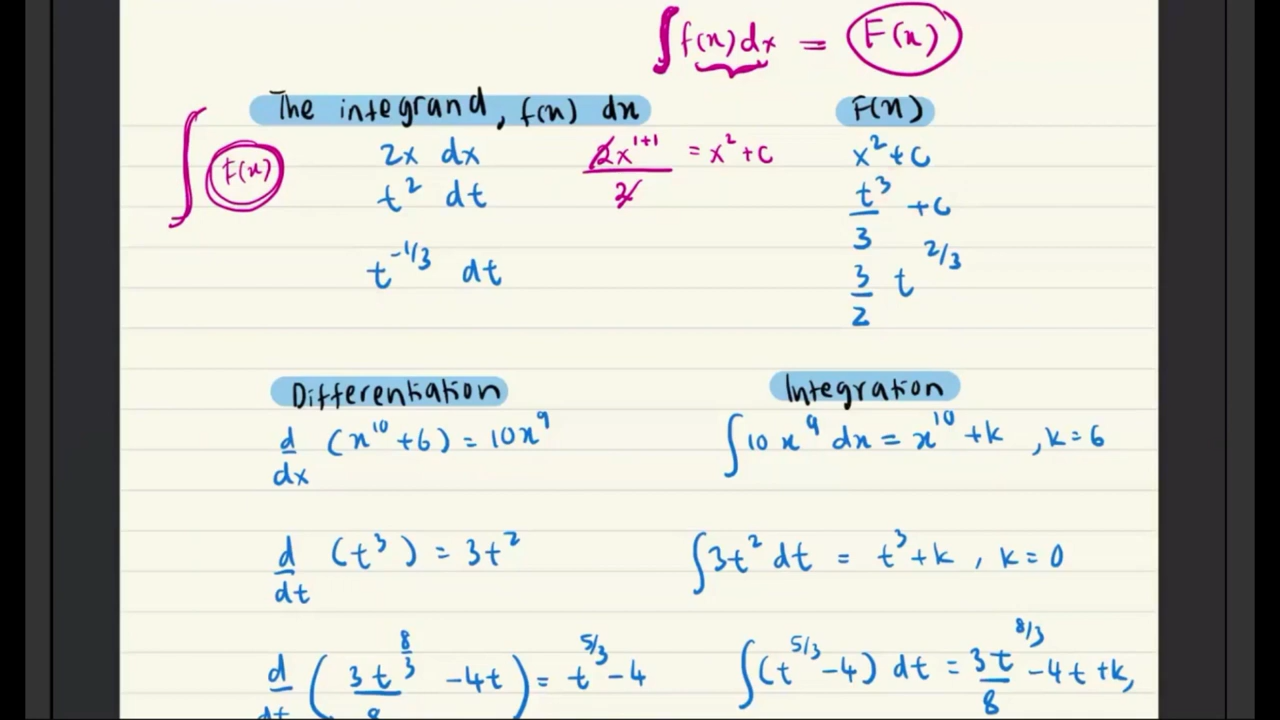 ∫f(x)dx = F(x)
The integrand, f(x) dx F(x)
∫ F(x) 2x dx 2x^(1+1)/2 = x² + c x² + c
t² dt t³/3 + c
t^(-1/3) dt 3/2 t^(2/3)
Differentiation Integration
d/dx (x^10 + 6) = 10x^9 ∫10x^9 dx = x^10 + k , k = 6
d/dt (t³) = 3t² ∫3t² dt = t³ + k , k = 0
d/dt (3t^(8/3)/8 - 4t) = t^(5/3) - 4 ∫(t^(5/3) - 4) dt = 3t^(8/3)/8 - 4t + k,